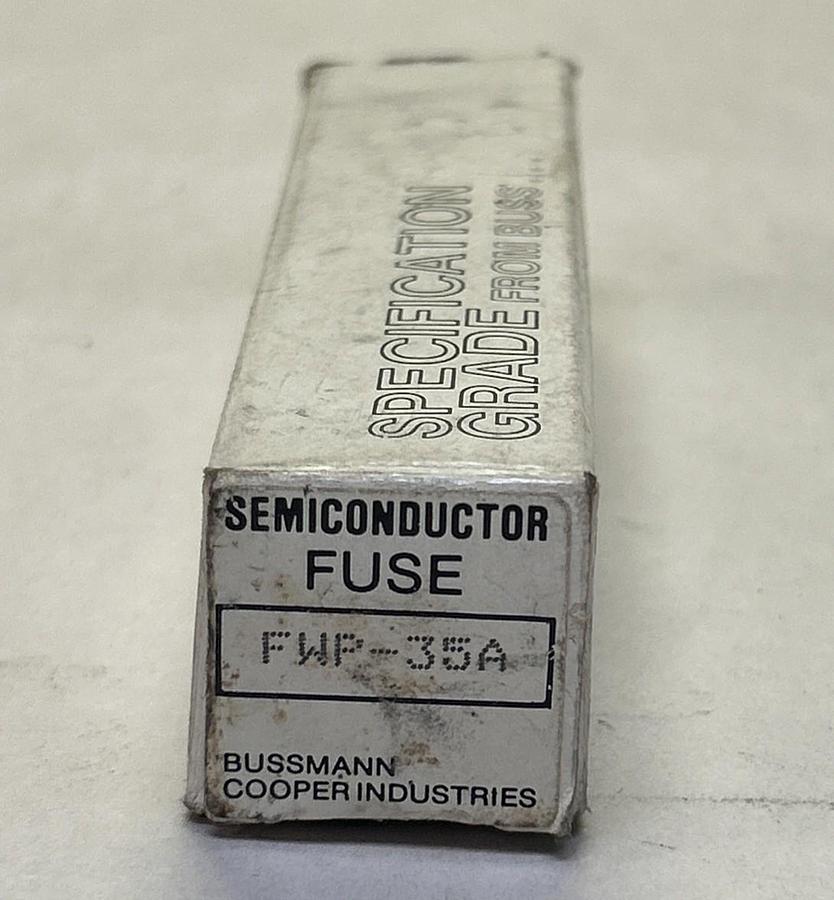 SPECIFICATION
GRADE FROM BUSS
SEMICONDUCTOR
FUSE
FWP-35A
BUSSMANN
COOPER INDUSTRIES